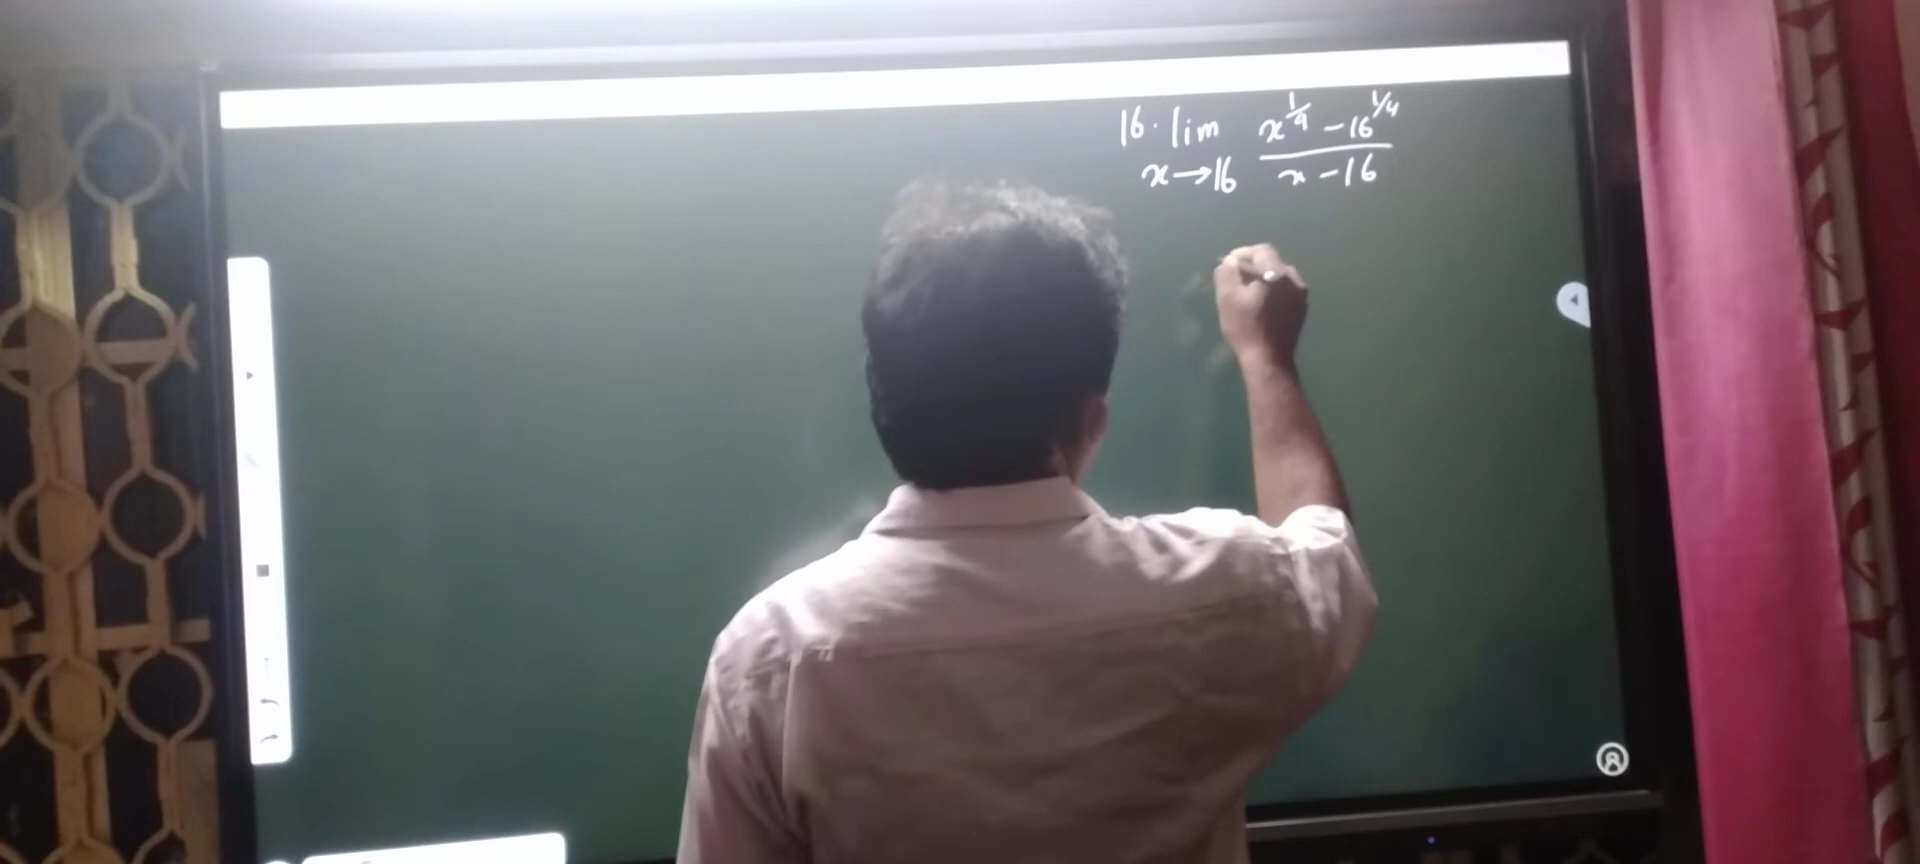 16. lim x^1/4 - 16^1/4
x→16 x - 16